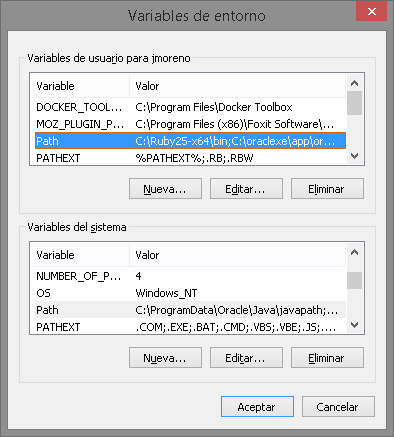 Variables de entorno
Variables de usuario para jmoreno
Variable Valor
DOCKER_TOOL... C:\Program Files\Docker Toolbox
MOZ_PLUGIN_P... C:\Program Files (x86)\Foxit Software\...
Path C:\Ruby25-x64\bin;C:\oraclexe\app\or...
PATHEXT %PATHEXT%;.RB;.RBW
Nueva... Editar... Eliminar
Variables del sistema
Variable Valor
NUMBER_OF_P... 4
OS Windows_NT
Path C:\ProgramData\Oracle\Java\javapath;...
PATHEXT .COM;.EXE;.BAT;.CMD;.VBS;.VBE;.JS;....
Nueva... Editar... Eliminar
Aceptar Cancelar